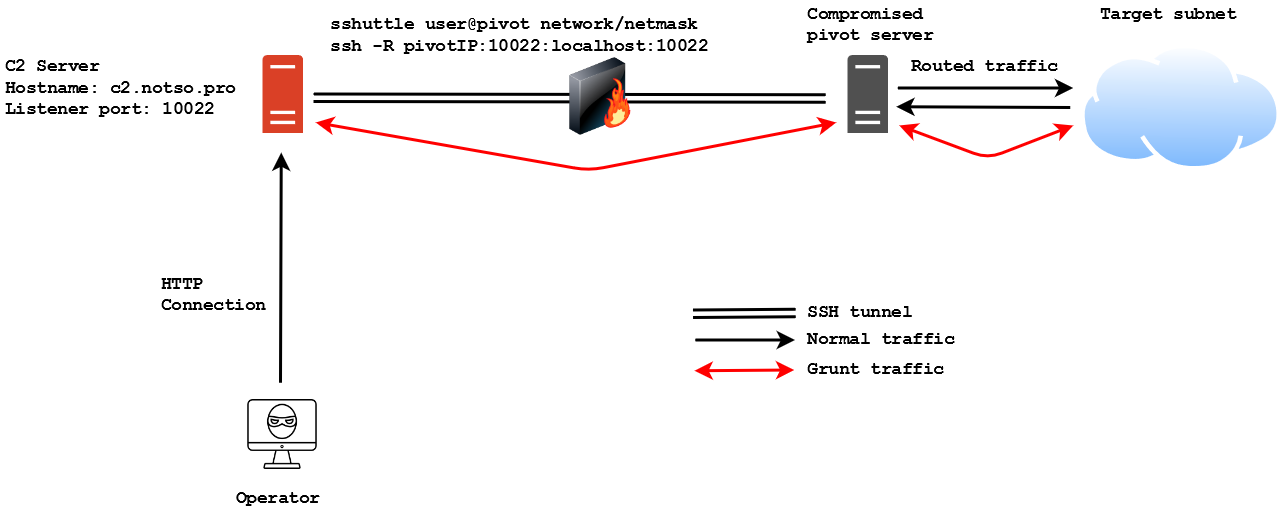 sshuttle user@pivot network/netmask
ssh -R pivotIP:10022:localhost:10022
Compromised
pivot server
Target subnet
C2 Server
Hostname: c2.notso.pro
Listener port: 10022
Routed traffic
HTTP
Connection
SSH tunnel
Normal traffic
Grunt traffic
Operator